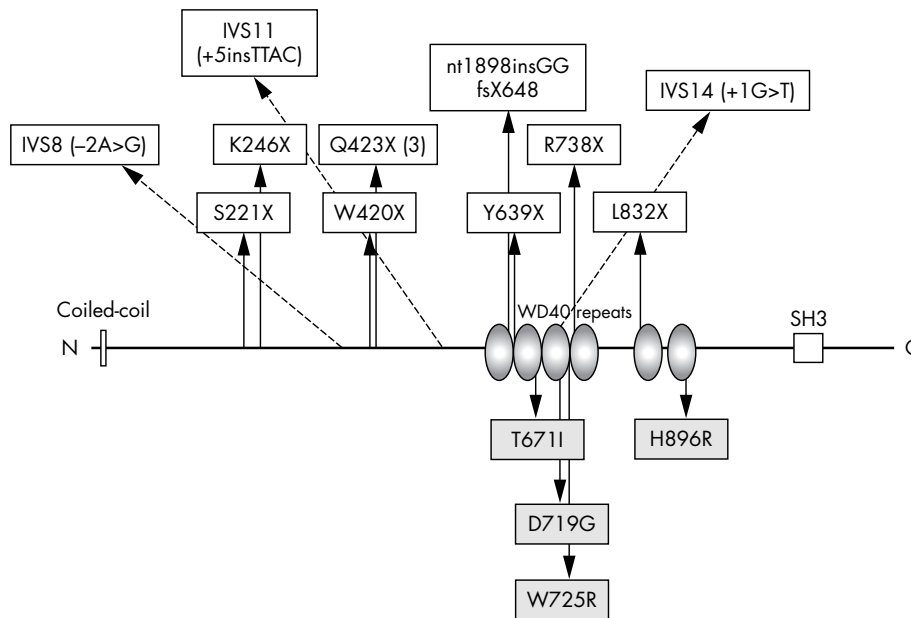 IVS11
(+5insTTAC)
nt1898insGG
fsX648
IVS14 (+1G>T)
IVS8 (–2A>G)
K246X
Q423X (3)
R738X
S221X
W420X
Y639X
L832X
Coiled-coil
WD40 repeats
SH3
N
C
T671I
H896R
D719G
W725R